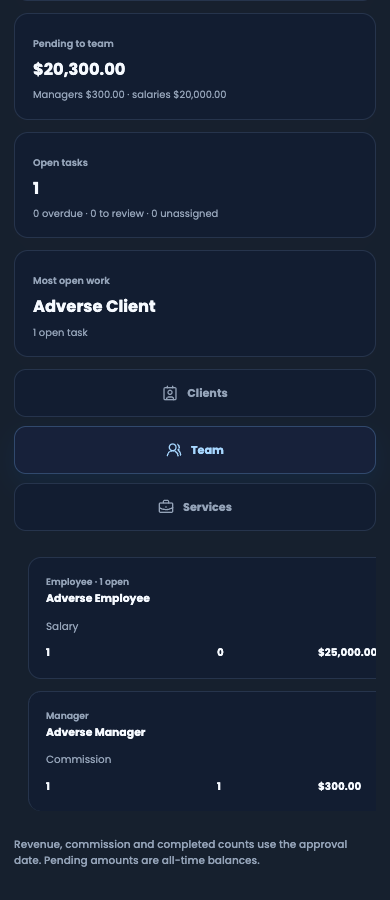 Pending to team
$20,300.00
Managers $300.00 · salaries $20,000.00
Open tasks
1
0 overdue · 0 to review · 0 unassigned
Most open work
Adverse Client
1 open task
Clients
Team
Services
Employee · 1 open
Adverse Employee
Salary
1 0 $25,000.00
Manager
Adverse Manager
Commission
1 1 $300.00
Revenue, commission and completed counts use the approval
date. Pending amounts are all-time balances.